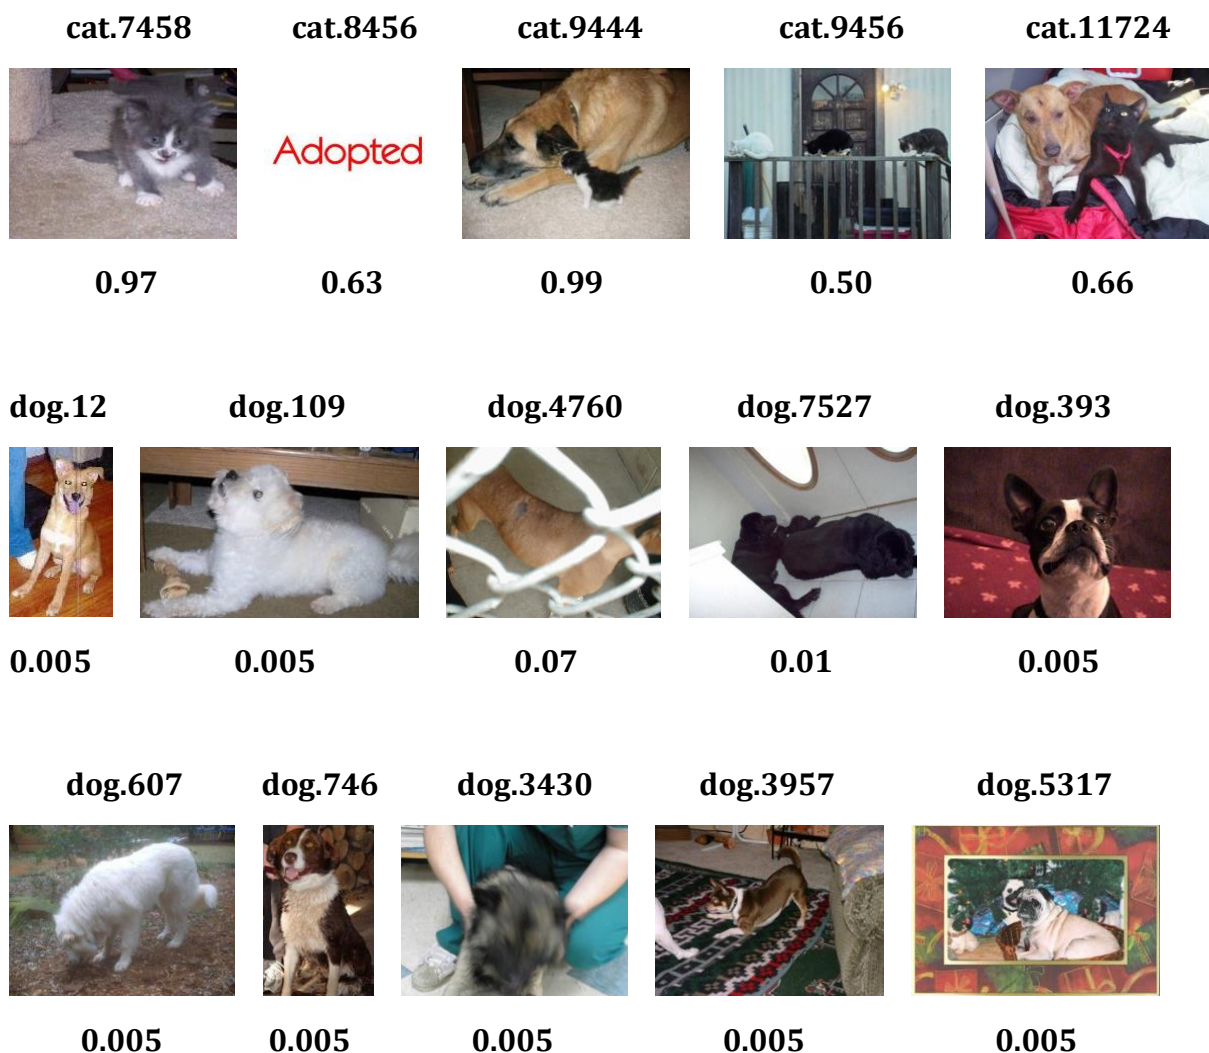 cat.7458 cat.8456 cat.9444 cat.9456 cat.11724
Adopted
0.97 0.63 0.99 0.50 0.66
dog.12 dog.109 dog.4760 dog.7527 dog.393
0.005 0.005 0.07 0.01 0.005
dog.607 dog.746 dog.3430 dog.3957 dog.5317
0.005 0.005 0.005 0.005 0.005